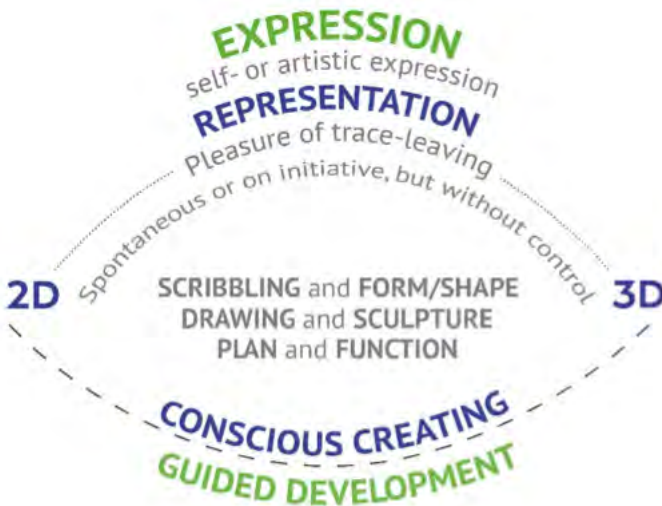 EXPRESSION
self- or artistic expression
REPRESENTATION
Pleasure of trace-leaving
Spontaneous or on initiative, but without control
2D
3D
SCRIBBLING and FORM/SHAPE
DRAWING and SCULPTURE
PLAN and FUNCTION
CONSCIOUS CREATING
GUIDED DEVELOPMENT